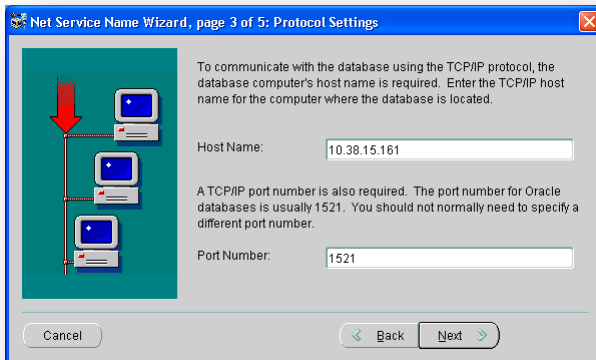 Net Service Name Wizard, page 3 of 5: Protocol Settings
To communicate with the database using the TCP/IP protocol, the
database computer's host name is required. Enter the TCP/IP host
name for the computer where the database is located.
Host Name:
10.38.15.161
A TCP/IP port number is also required. The port number for Oracle
databases is usually 1521. You should not normally need to specify a
different port number.
Port Number:
1521
Cancel
Back
Next